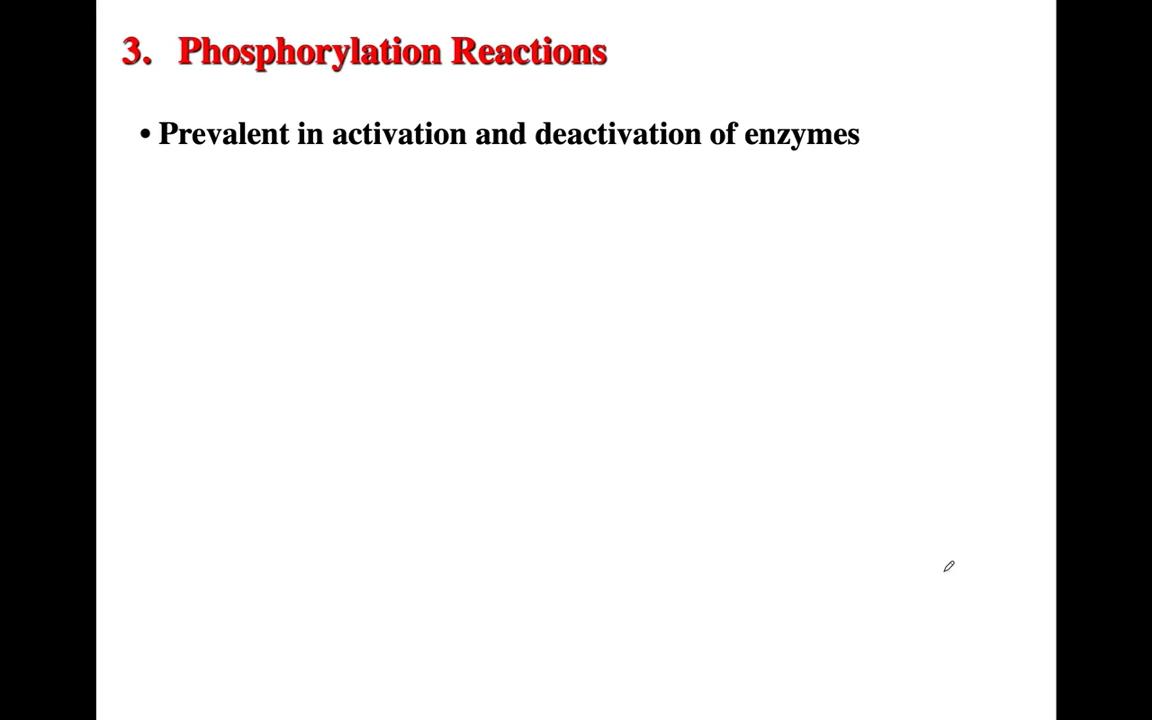 3. Phosphorylation Reactions
• Prevalent in activation and deactivation of enzymes